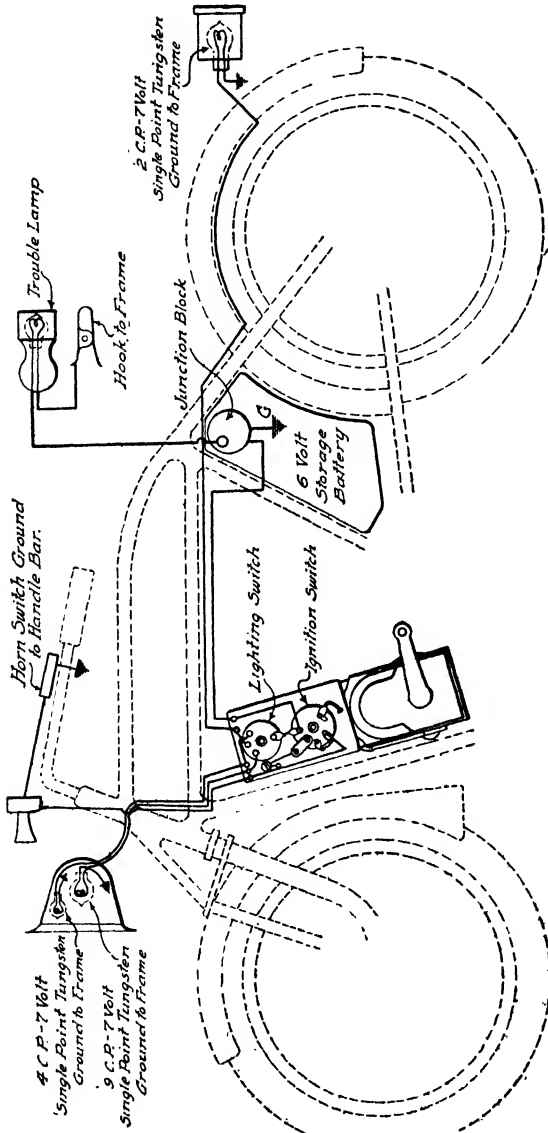 4 C.P.-7 Volt
Single Point Tungsten
Ground to Frame
9 C.P.-7 Volt
Single Point Tungsten
Ground to Frame
Horn Switch Ground
to Handle Bar.
Trouble Lamp
Hook to Frame
2 C.P.-7 Volt
Single Point Tungsten
Ground to Frame
Junction Block
G
6 Volt
Storage
Battery
Lighting Switch
Ignition Switch